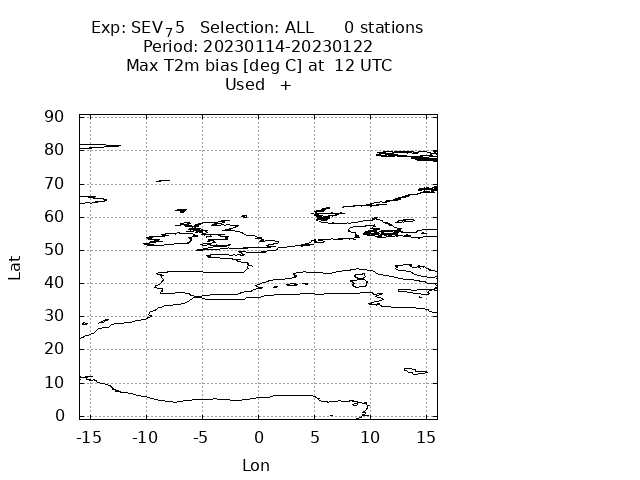 Exp: SEV₇5   Selection: ALL      0 stations
Period: 20230114-20230122
Max T2m bias [deg C] at  12 UTC
Used   +
90
80
70
60
50
40
30
20
10
0
Lat
-15 -10 -5 0 5 10 15
Lon